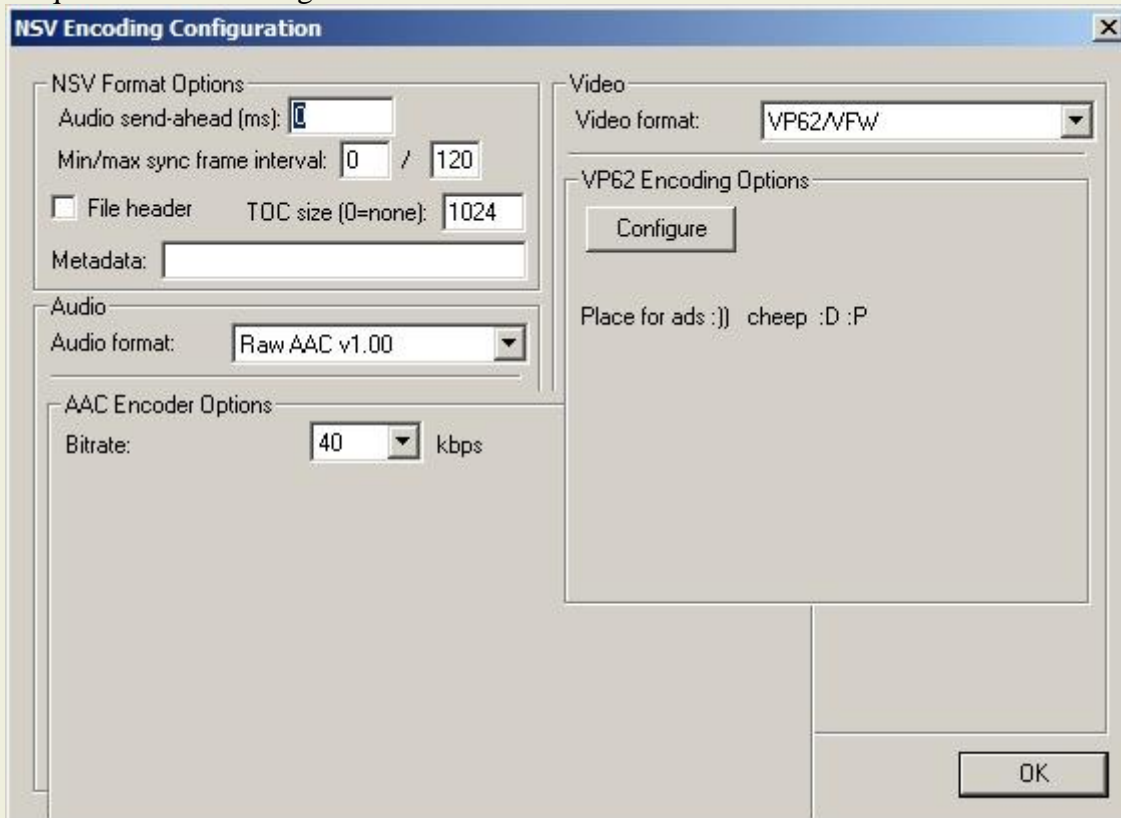 NSV Encoding Configuration
NSV Format Options
Audio send-ahead (ms): 0
Min/max sync frame interval: 0 / 120
File header TOC size (0=none): 1024
Metadata:
Audio
Audio format: Raw AAC v1.00
AAC Encoder Options
Bitrate: 40 kbps
Video
Video format: VP62/VFW
VP62 Encoding Options
Configure
Place for ads :)) cheep :D :P
OK